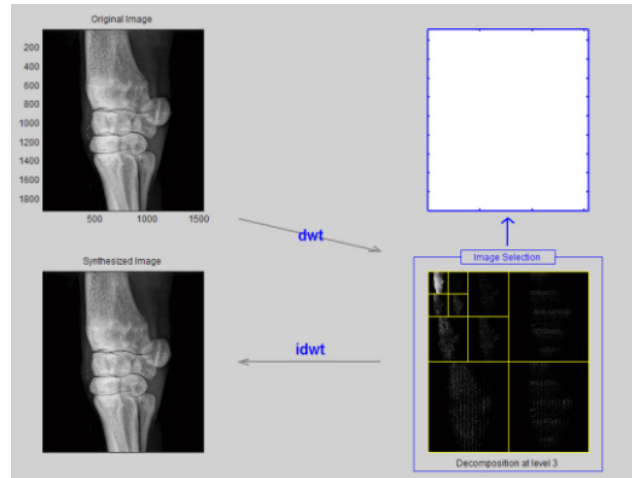 Original Image
200
400
600
800
1000
1200
1400
1600
1800
500 1000 1500
dwt
Image Selection
Synthesized Image
idwt
Decomposition at level 3